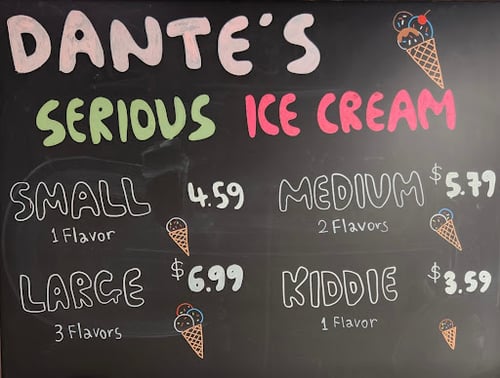 DANTE'S
SERIOUS ICE CREAM
SMALL 4.59
1 Flavor
MEDIUM $5.79
2 Flavors
LARGE $6.99
3 Flavors
KIDDIE $3.59
1 Flavor